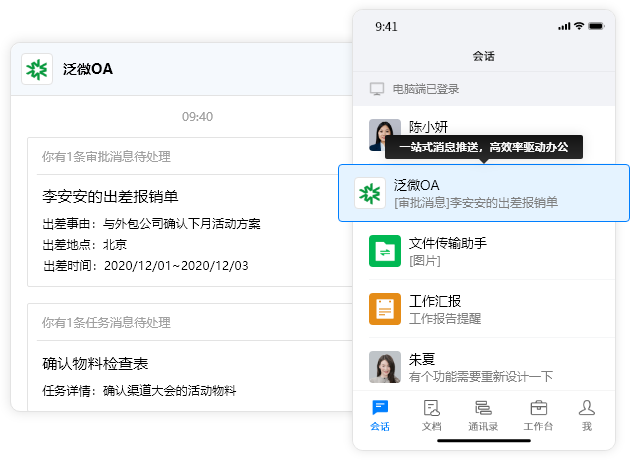 泛微OA
09:40
你有1条审批消息待处理
李安安的出差报销单
出差事由：与外包公司确认下月活动方案
出差地点：北京
出差时间：2020/12/01~2020/12/03
你有1条任务消息待处理
确认物料检查表
任务详情：确认渠道大会的活动物料
9:41
会话
电脑端已登录
陈小妍
一站式消息推送，高效率驱动办公
泛微OA
[审批消息]李安安的出差报销单
文件传输助手
[图片]
工作汇报
工作报告提醒
朱夏
有个功能需要重新设计一下
会话
文档
通讯录
工作台
我